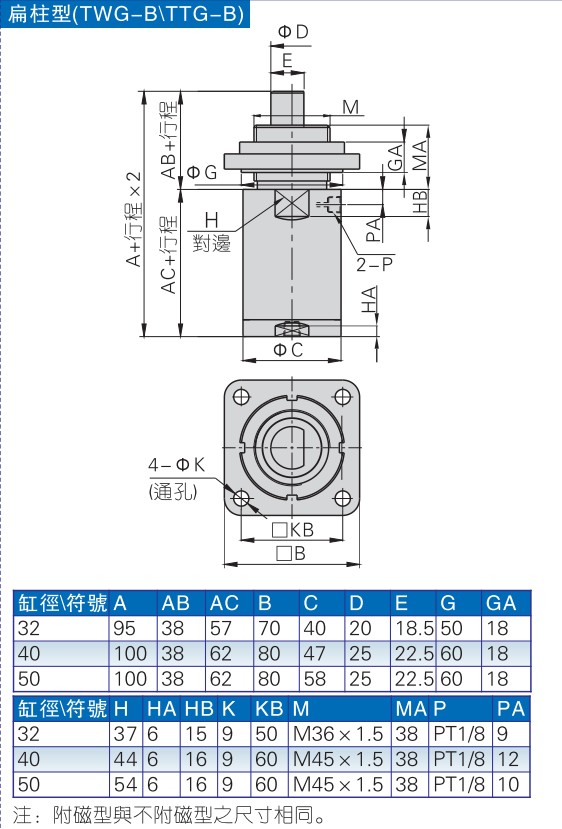 扁柱型(TWG-B\TTG-B)
ΦD
E
M
AB+行程
A+行程×2
AC+行程
ΦG
H
對邊
GA
MA
HB
PA
2-P
HA
ΦC
4-ΦK
(通孔)
□KB
□B
缸徑\符號 A AB AC B C D E G GA
32 95 38 57 70 40 20 18.5 50 18
40 100 38 62 80 47 25 22.5 60 18
50 100 38 62 80 58 25 22.5 60 18
缸徑\符號 H HA HB K KB M MA P PA
32 37 6 15 9 50 M36×1.5 38 PT1/8 9
40 44 6 16 9 60 M45×1.5 38 PT1/8 12
50 54 6 16 9 60 M45×1.5 38 PT1/8 10
注: 附磁型與不附磁型之尺寸相同。